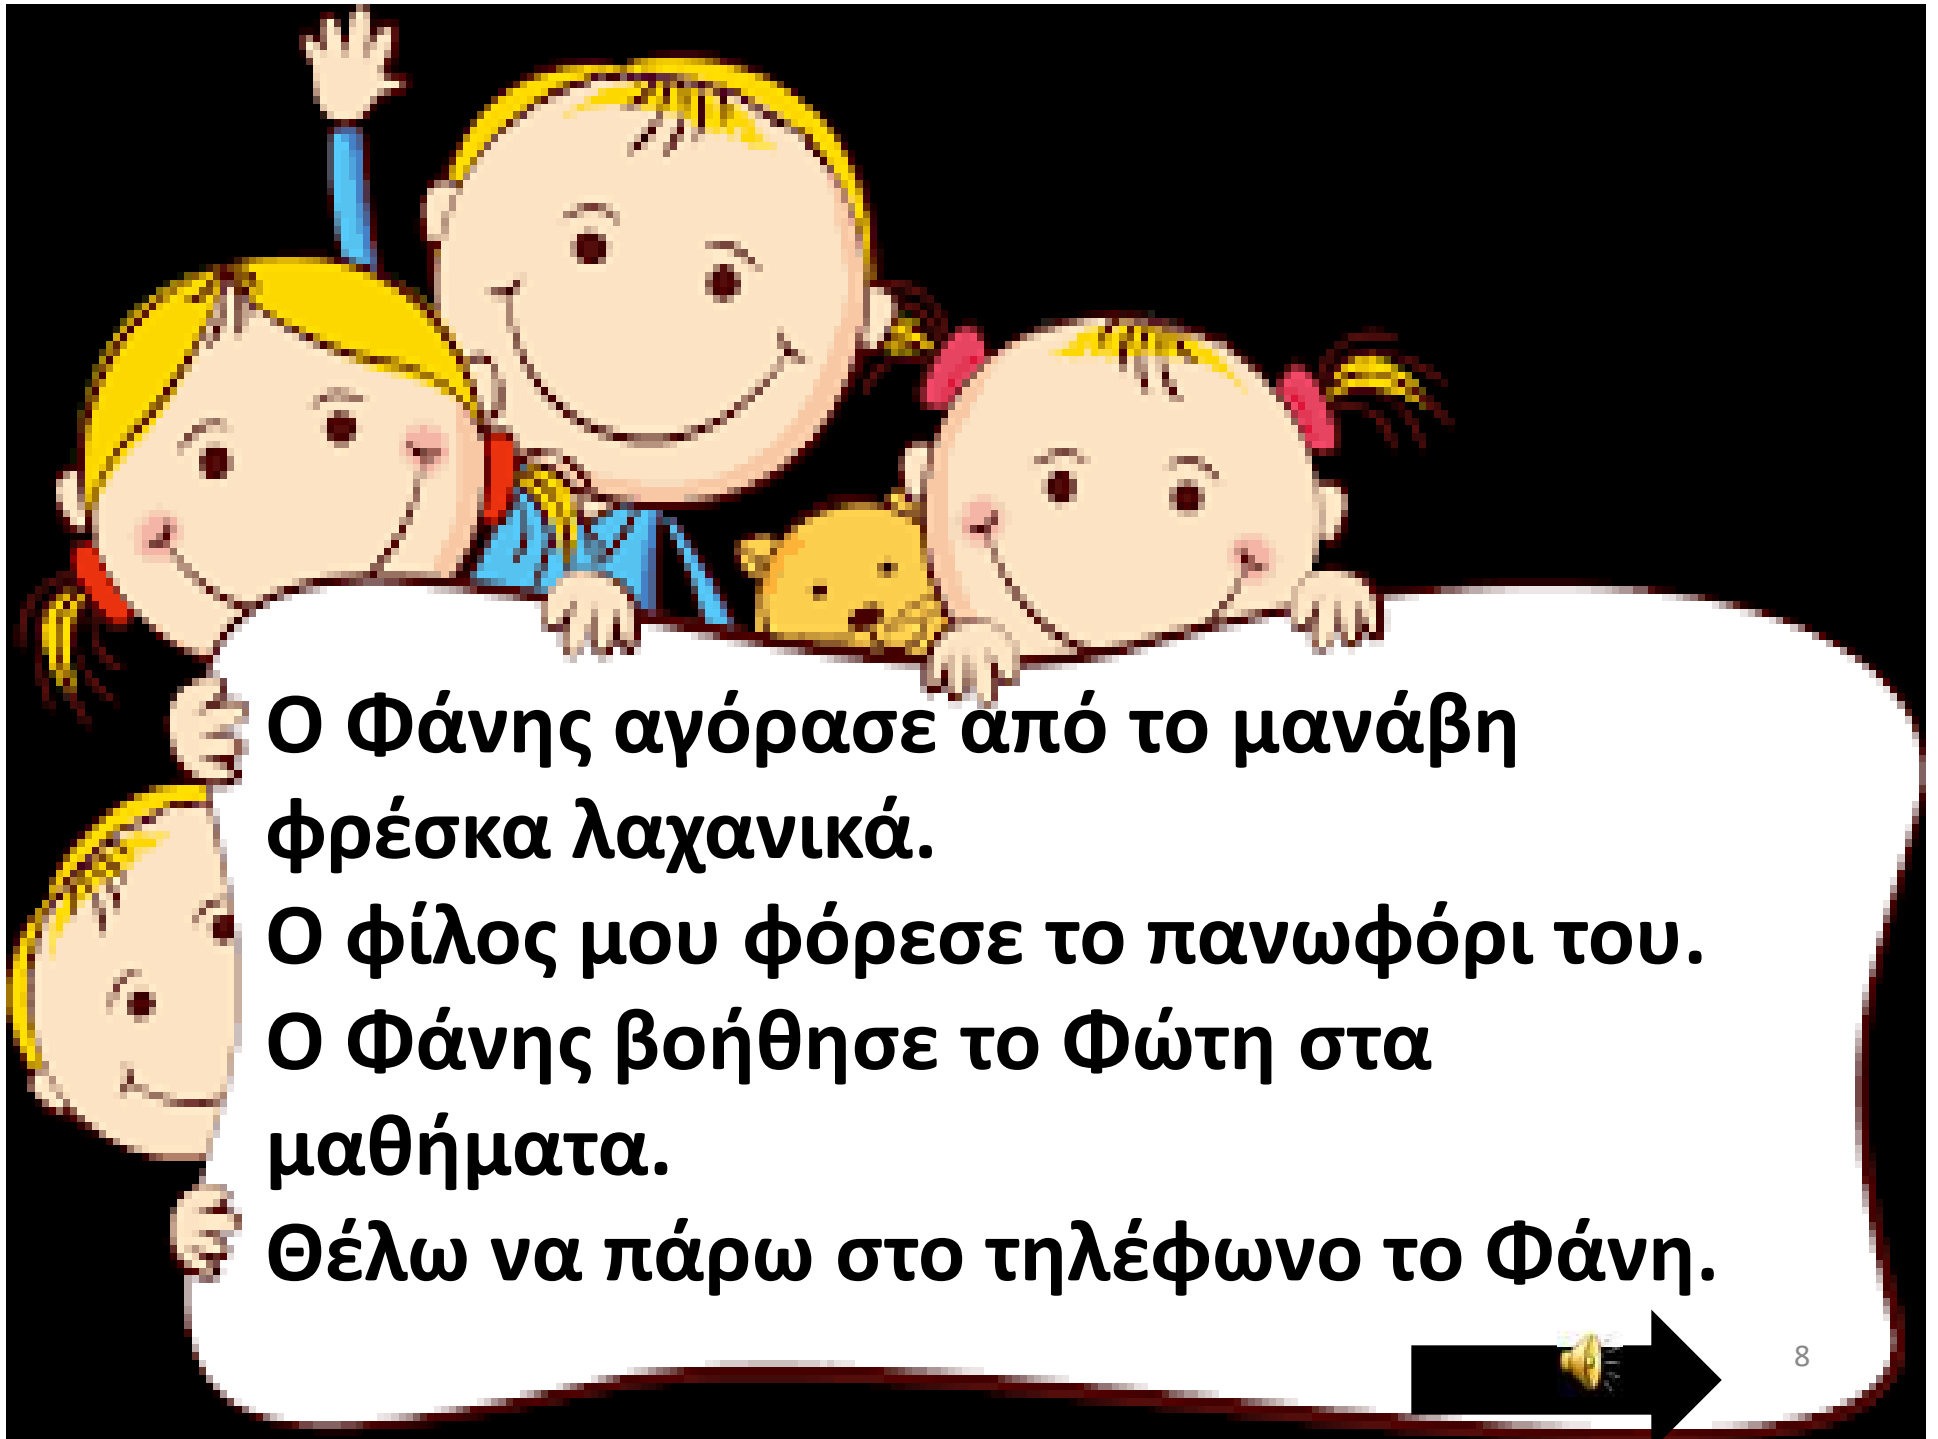 Ο Φάνης αγόρασε από το μανάβη
φρέσκα λαχανικά.
Ο φίλος μου φόρεσε το πανωφόρι του.
Ο Φάνης βοήθησε το Φώτη στα
μαθήματα.
Θέλω να πάρω στο τηλέφωνο το Φάνη.
8